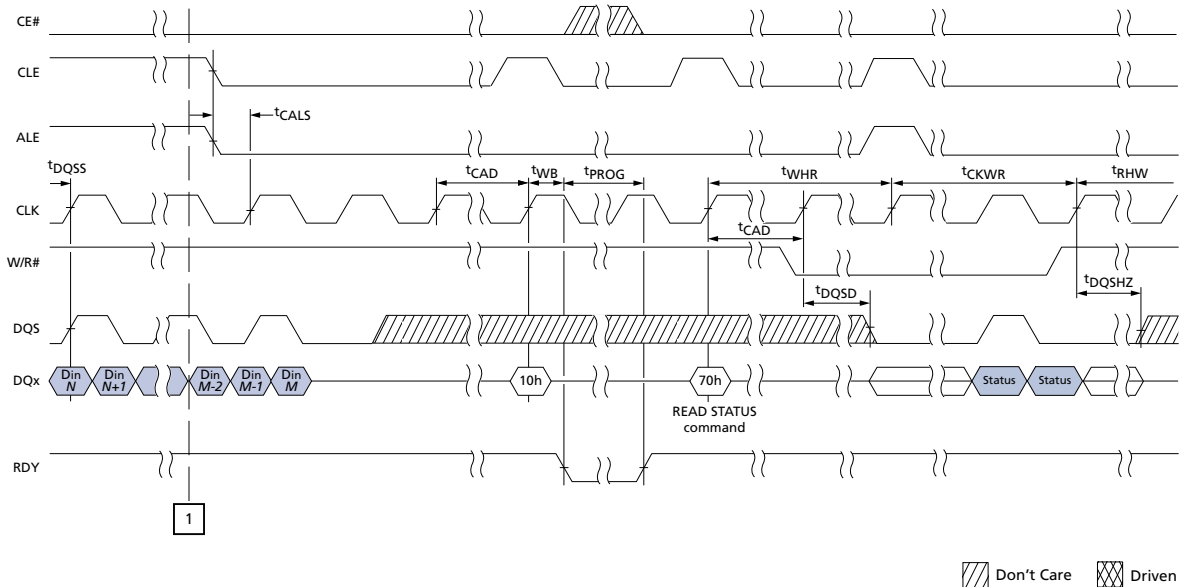 CE#
CLE
tCALS
ALE
tDQSS
tCAD
tWB
tPROG
tWHR
tCKWR
tRHW
CLK
tCAD
W/R#
tDQSD
tDQSHZ
DQS
DQx
Din N
Din N+1
Din M-2
Din M-1
Din M
10h
70h
Status
Status
READ STATUS
command
RDY
1
Don't Care
Driven